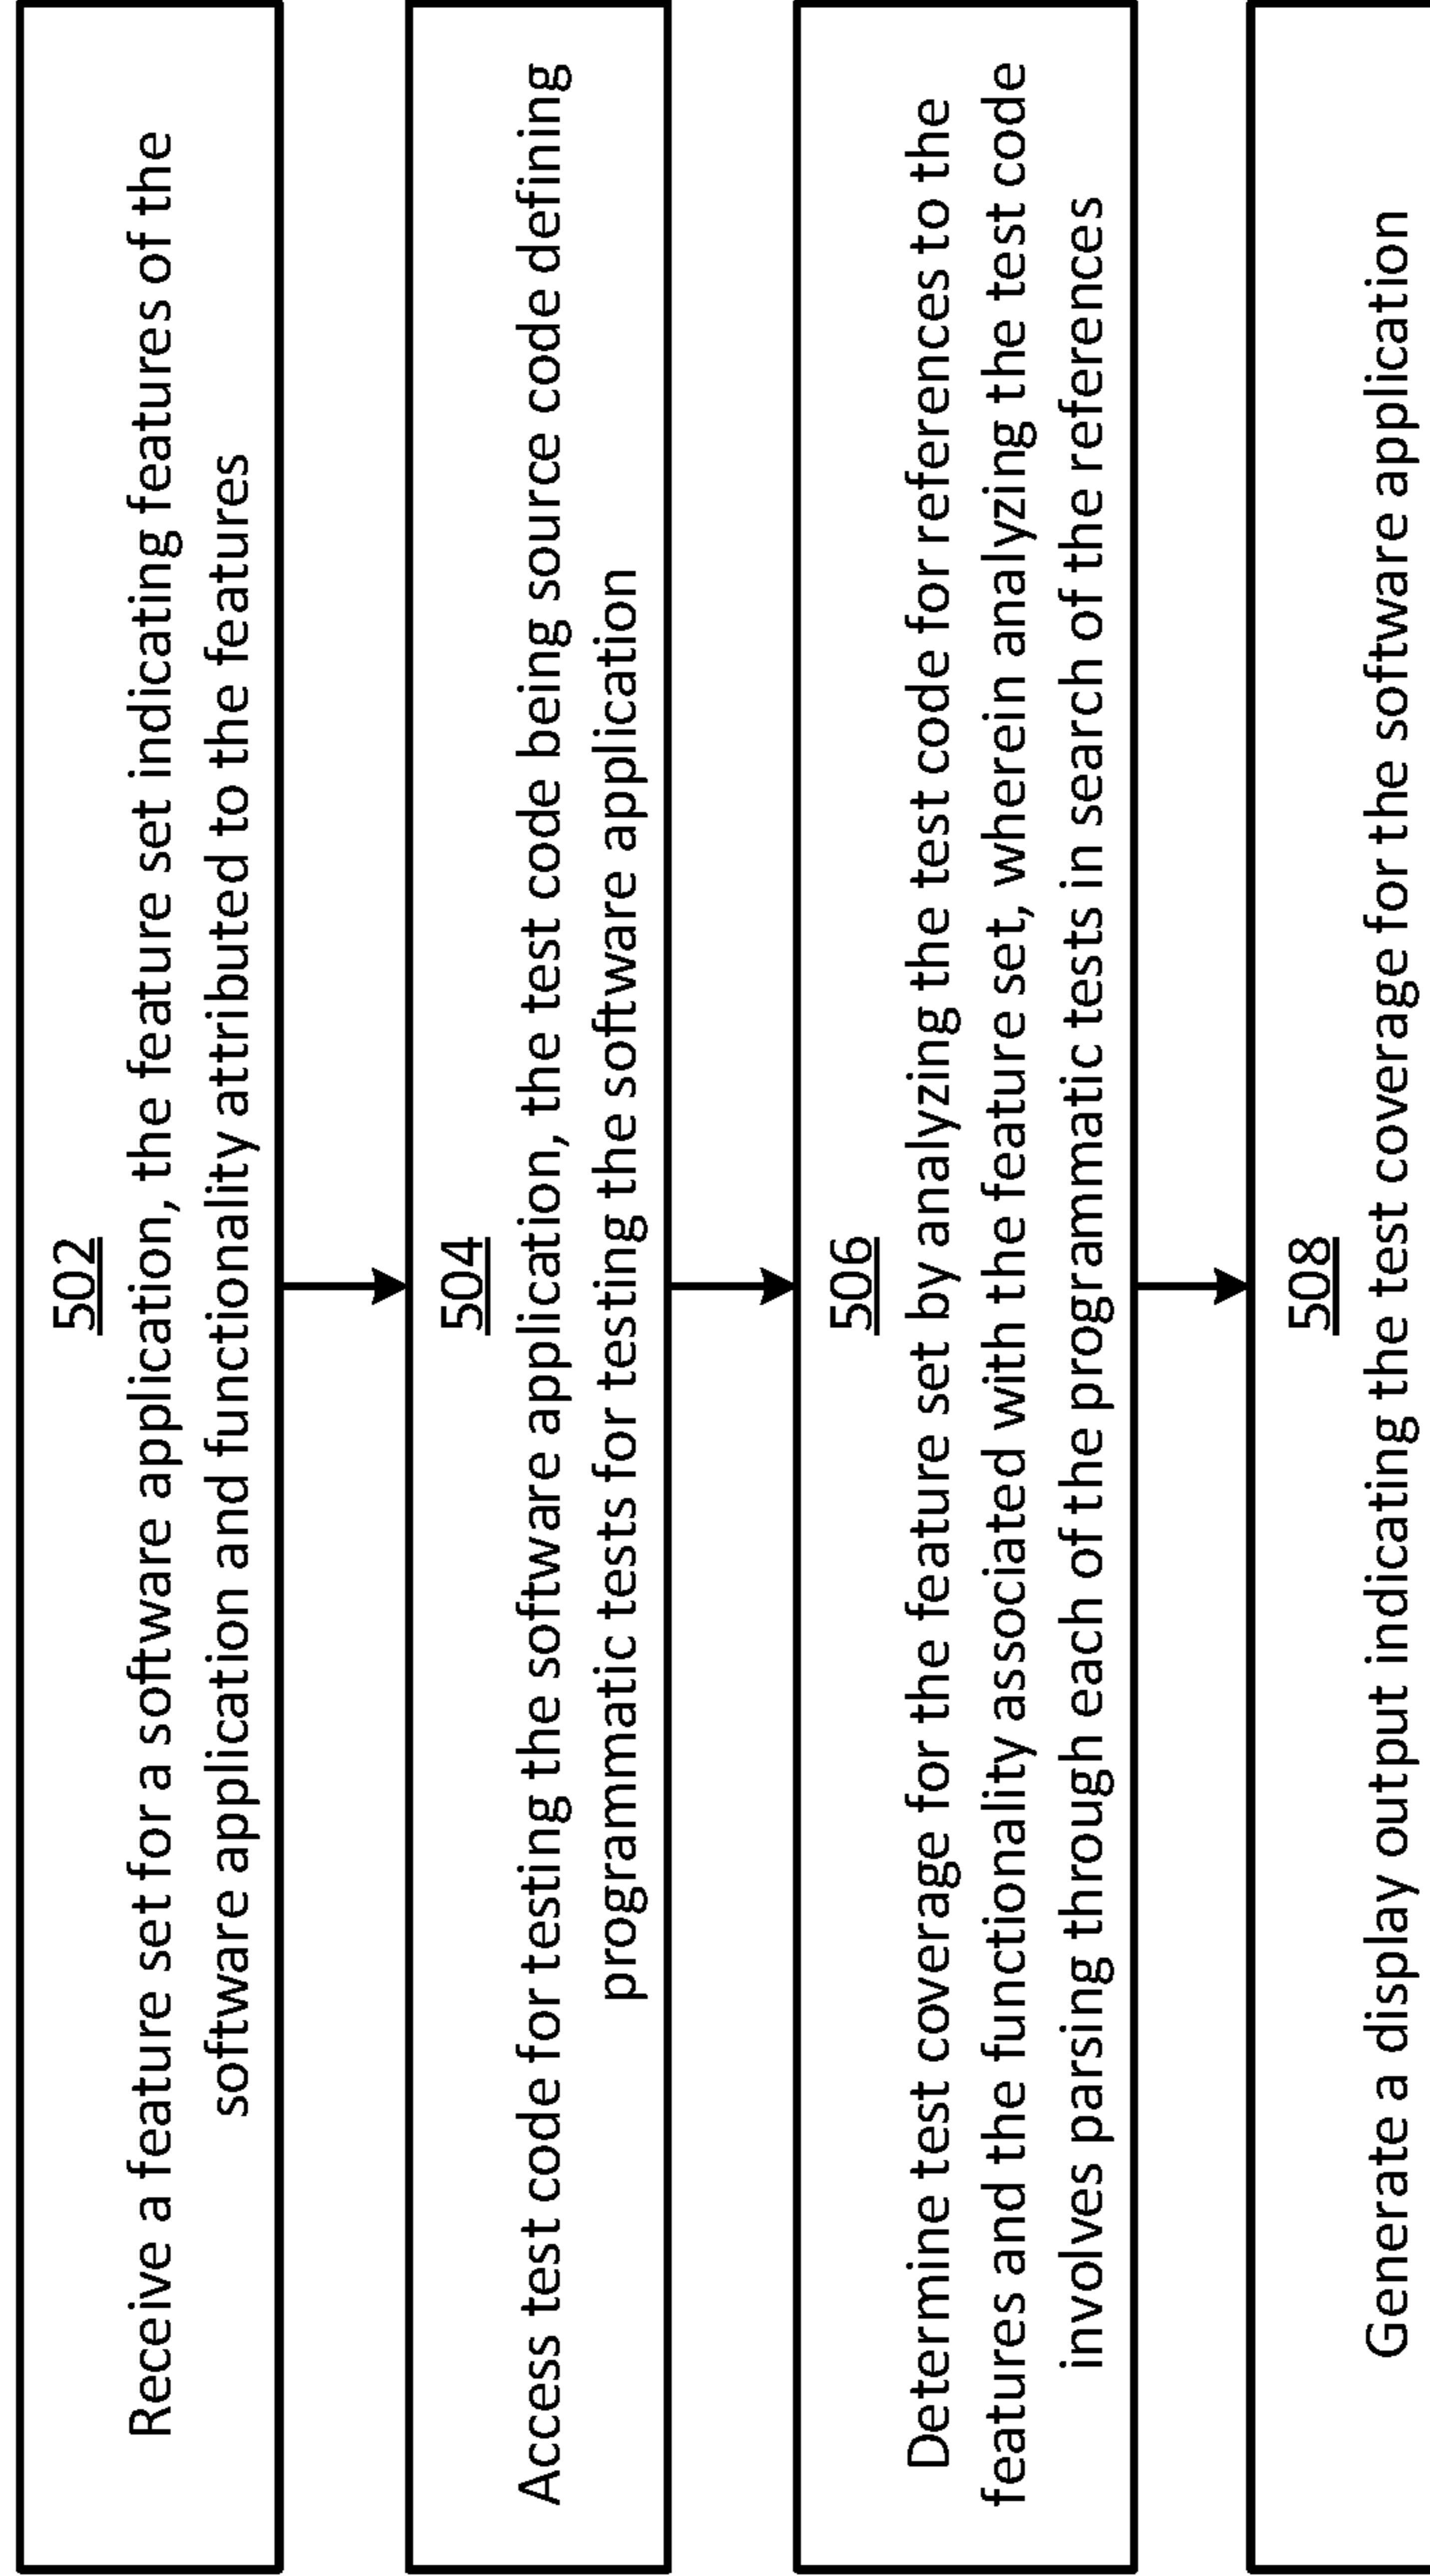 502
Receive a feature set for a software application, the feature set indicating features of the
software application and functionality attributed to the features
504
Access test code for testing the software application, the test code being source code defining
programmatic tests for testing the software application
506
Determine test coverage for the feature set by analyzing the test code for references to the
features and the functionality associated with the feature set, wherein analyzing the test code
involves parsing through each of the programmatic tests in search of the references
508
Generate a display output indicating the test coverage for the software application